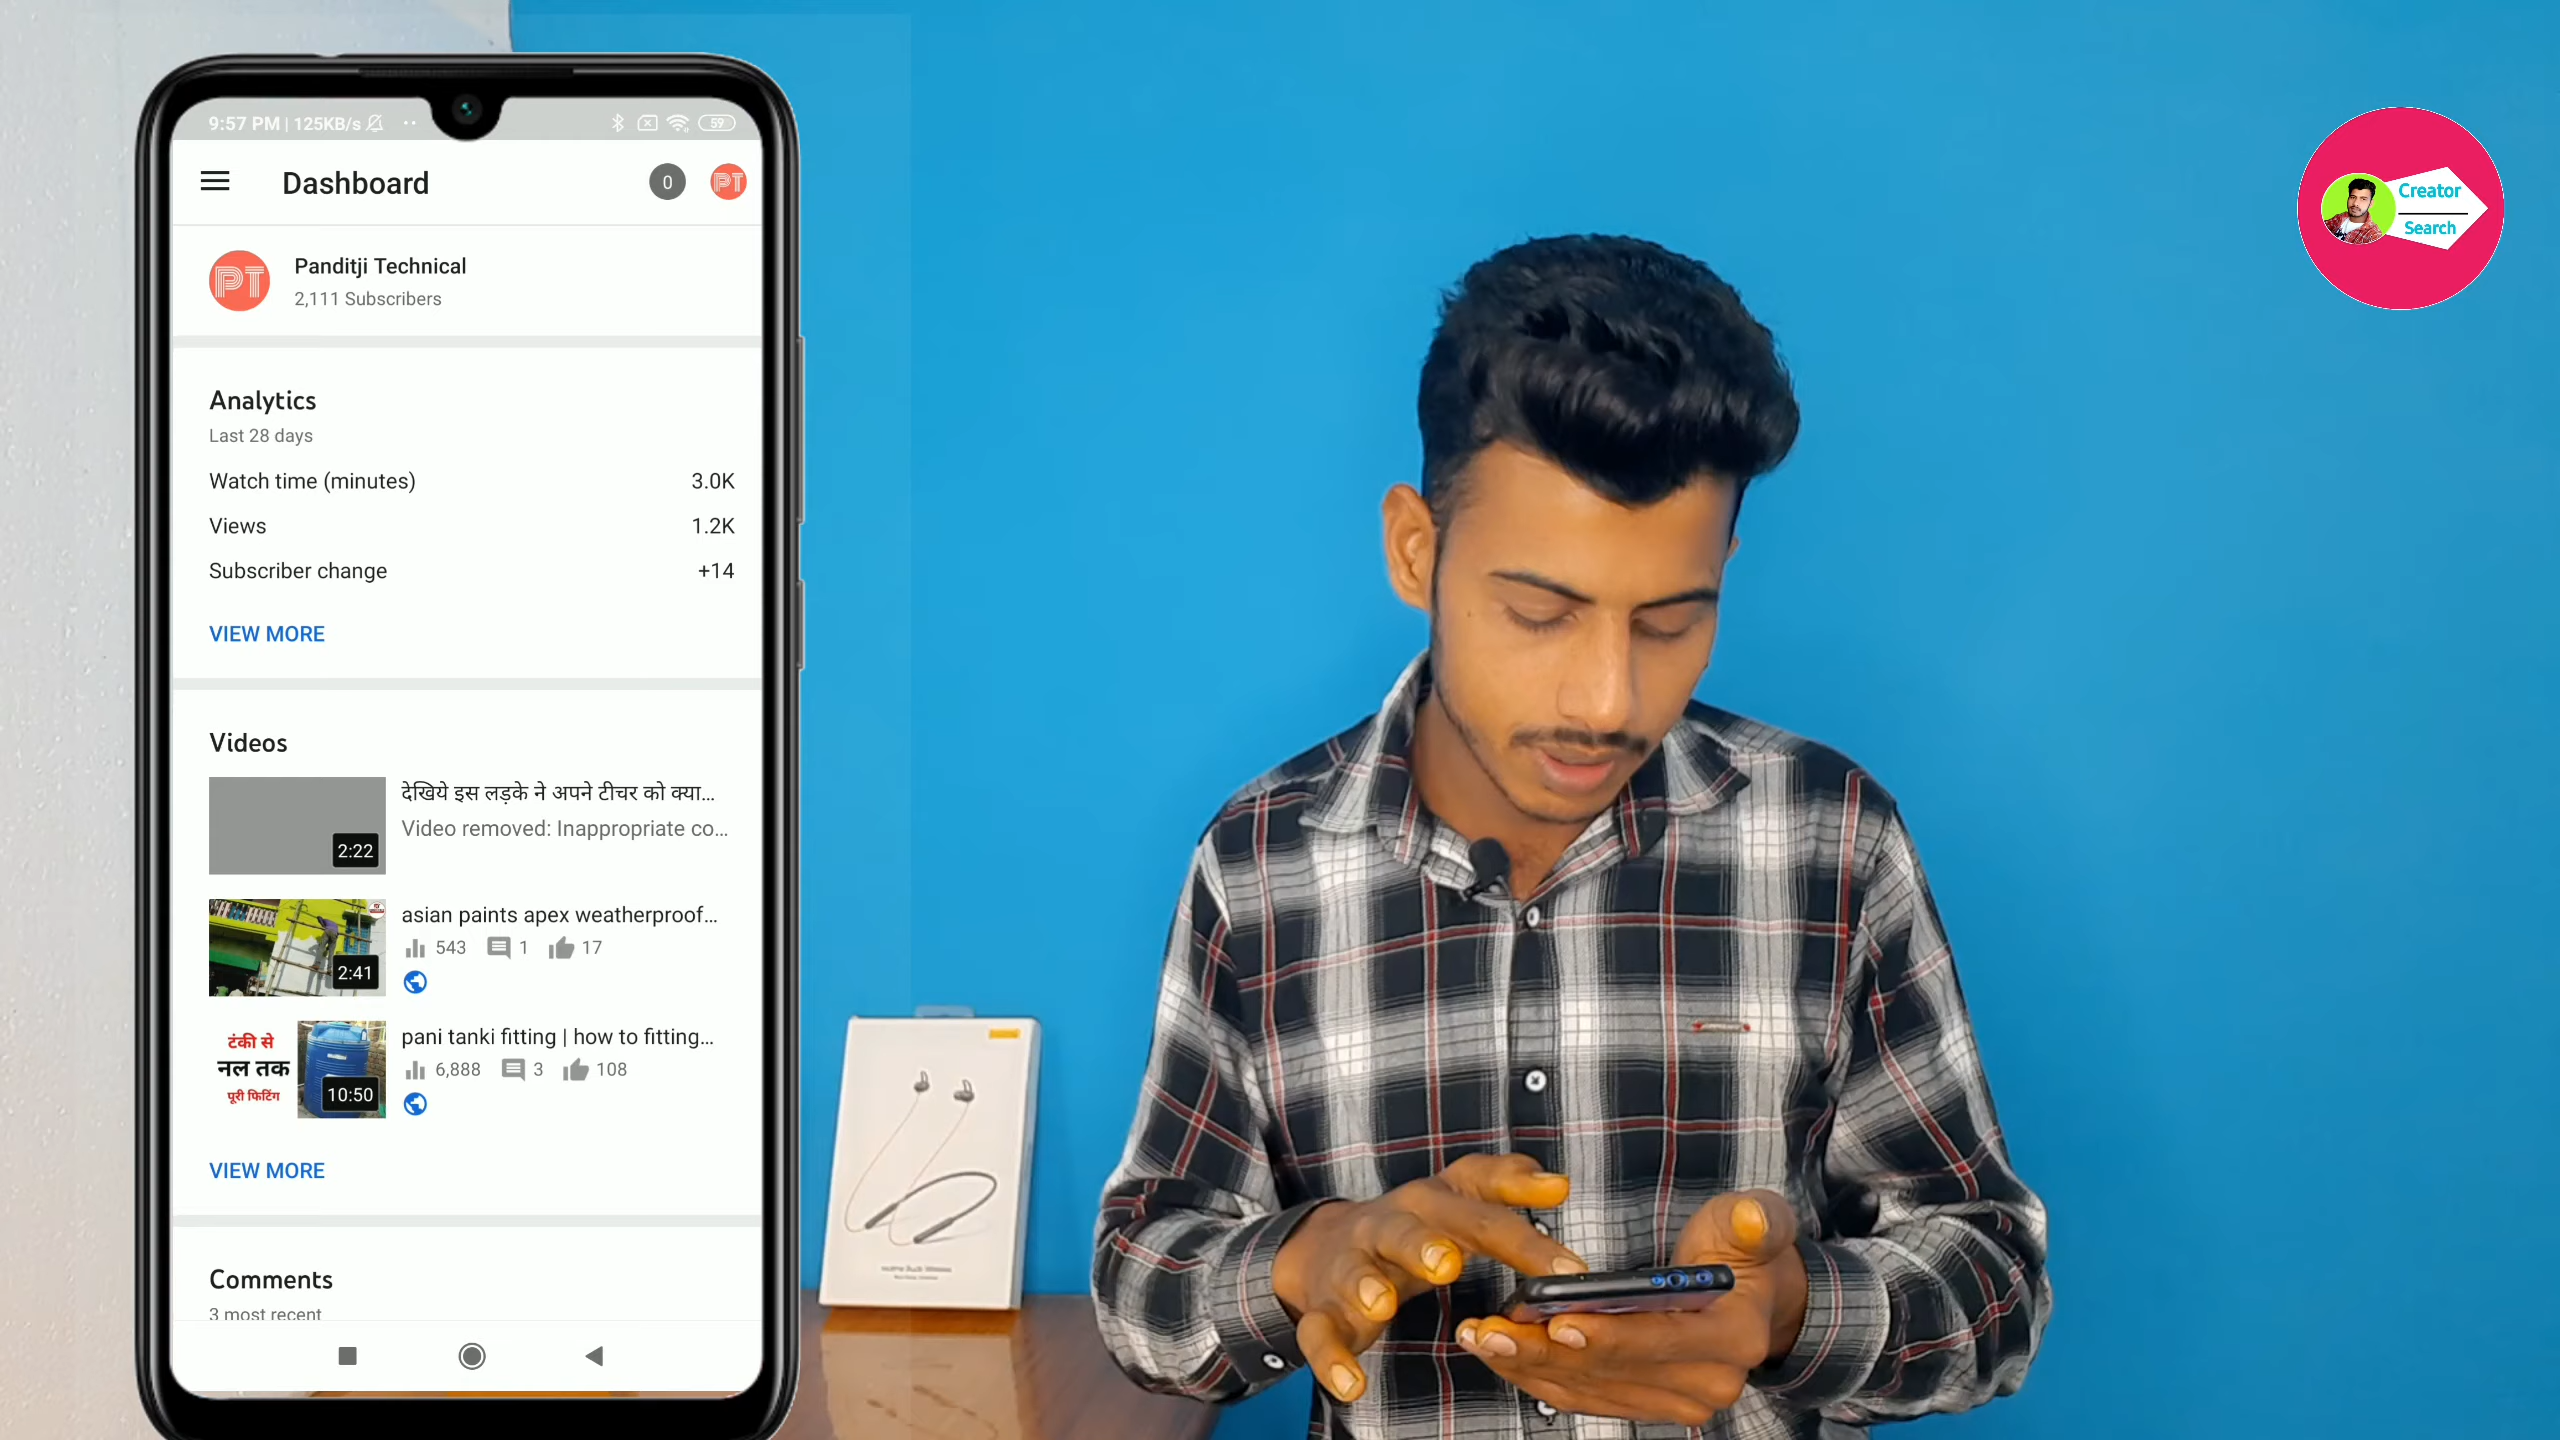 9:57 PM | 125KB/s
59
Dashboard
0
PT
PT
Panditji Technical
2,111 Subscribers
Analytics
Last 28 days
Watch time (minutes) 3.0K
Views 1.2K
Subscriber change +14
VIEW MORE
Videos
देखिये इस लड़के ने अपने टीचर को क्या...
Video removed: Inappropriate co...
2:22
asian paints apex weatherproof...
543 1 17
2:41
pani tanki fitting | how to fitting...
6,888 3 108
टंकी से
नल तक
पूरी फिटिंग
10:50
VIEW MORE
Comments
3 most recent
Creator
Search